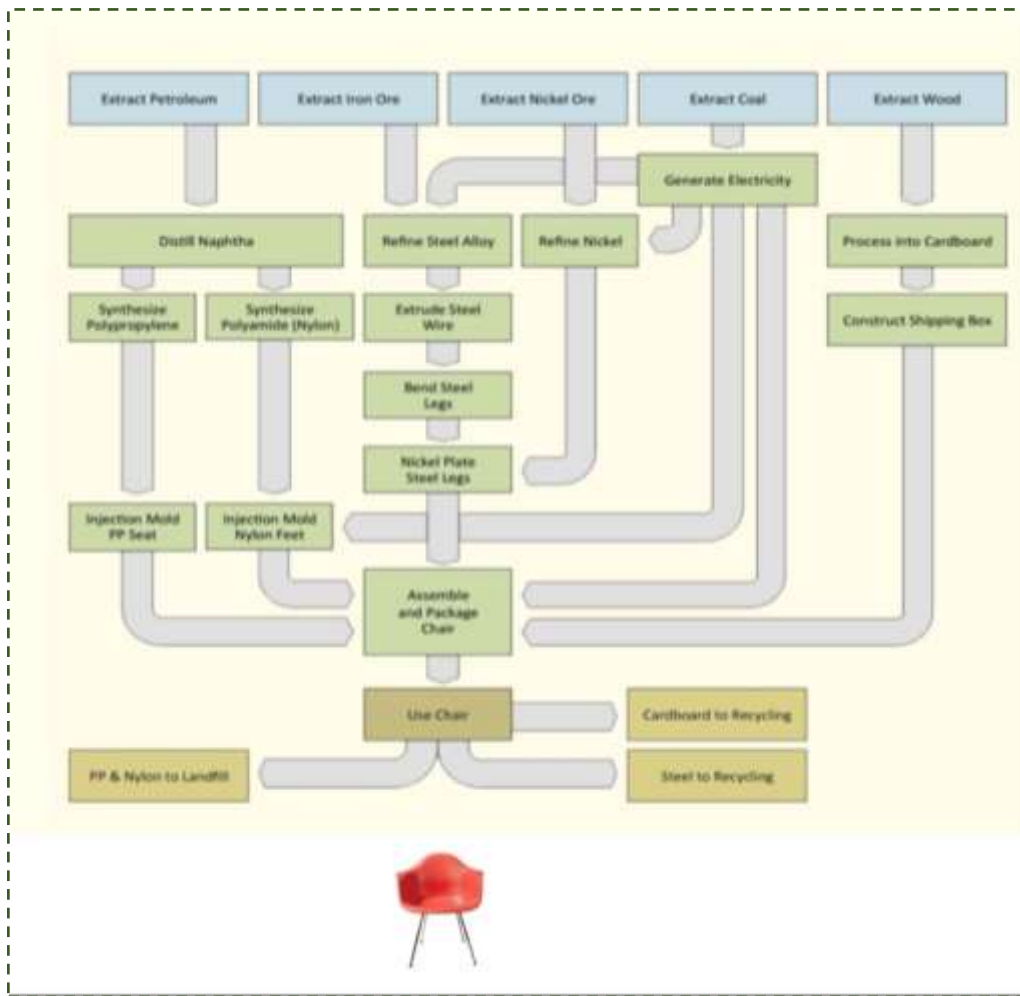 Extract Petroleum
Extract Iron Ore
Extract Nickel Ore
Extract Coal
Extract Wood
Generate Electricity
Distill Naphtha
Refine Steel Alloy
Refine Nickel
Process into Cardboard
Synthesize
Polypropylene
Synthesize
Polyamide (Nylon)
Extrude Steel
Wire
Construct Shipping Box
Bend Steel
Legs
Nickel Plate
Steel Legs
Injection Mold
PP Seat
Injection Mold
Nylon Feet
Assemble
and Package
Chair
Use Chair
Cardboard to Recycling
PP & Nylon to Landfill
Steel to Recycling